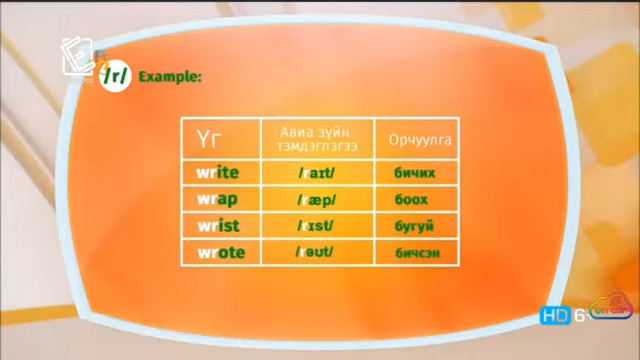 /r/ Example:
Үг Авиа зүйн тэмдэглэгээ Орчуулга
write /raɪt/ бичих
wrap /ræp/ боох
wrist /rɪst/ бугуй
wrote /rəʊt/ бичсэн
HD 6+